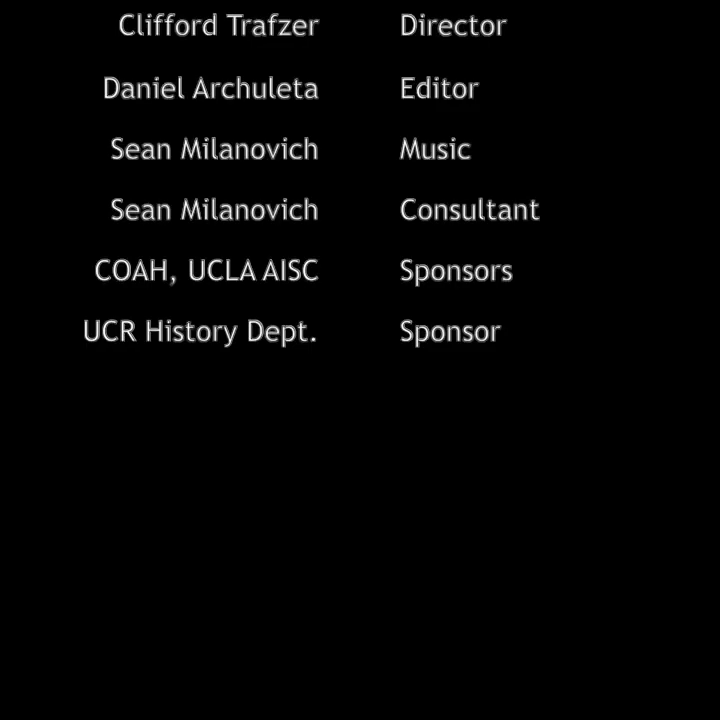 Clifford Trafzer Director
Daniel Archuleta Editor
Sean Milanovich Music
Sean Milanovich Consultant
COAH, UCLA AISC Sponsors
UCR History Dept. Sponsor